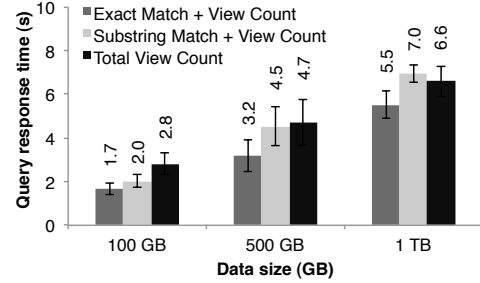 Query response time (s)
10
8
6
4
2
0
Exact Match + View Count
Substring Match + View Count
Total View Count
1.7
2.0
2.8
3.2
4.5
4.7
5.5
7.0
6.6
100 GB
500 GB
1 TB
Data size (GB)